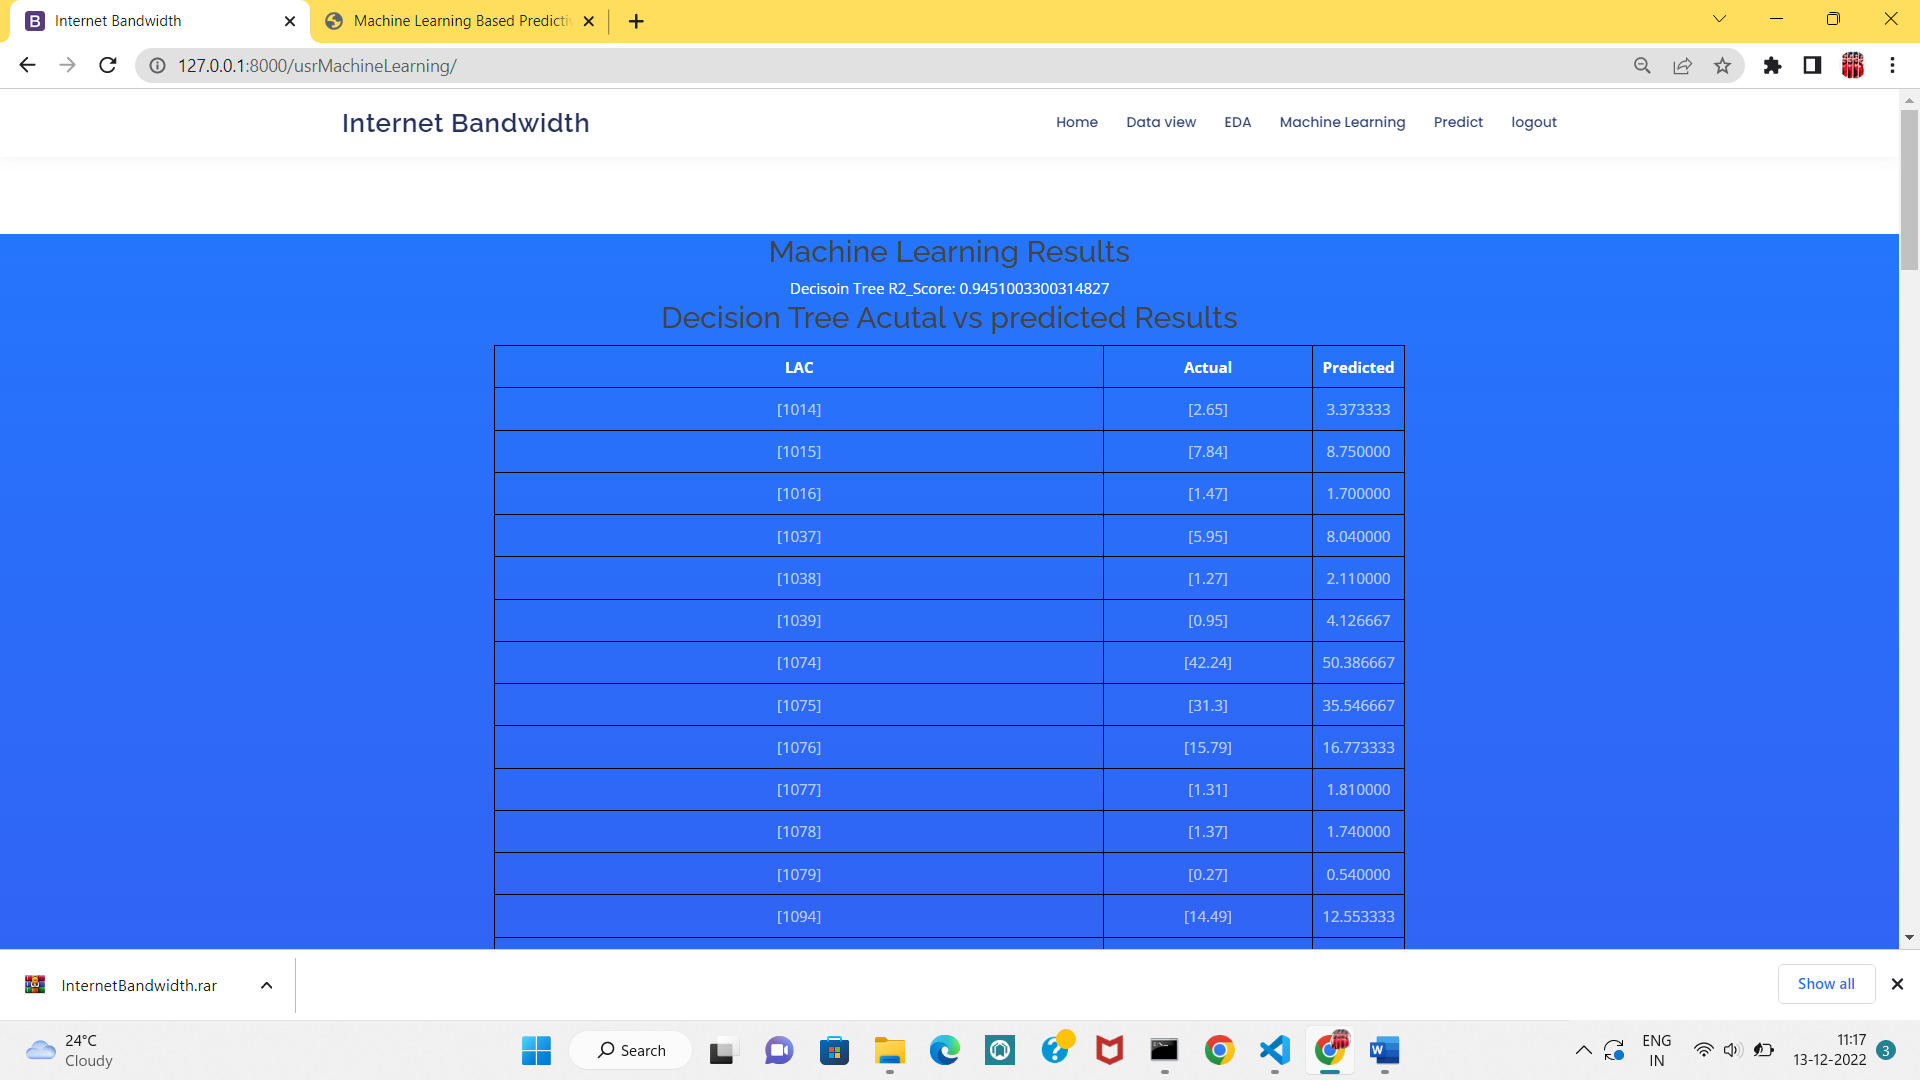 Internet Bandwidth
Machine Learning Based Predicti
127.0.0.1:8000/usrMachineLearning/
Internet Bandwidth
Home Data view EDA Machine Learning Predict logout
Machine Learning Results
Decisoin Tree R2_Score: 0.9451003300314827
Decision Tree Acutal vs predicted Results
LAC Actual Predicted
[1014] [2.65] 3.373333
[1015] [7.84] 8.750000
[1016] [1.47] 1.700000
[1037] [5.95] 8.040000
[1038] [1.27] 2.110000
[1039] [0.95] 4.126667
[1074] [42.24] 50.386667
[1075] [31.3] 35.546667
[1076] [15.79] 16.773333
[1077] [1.31] 1.810000
[1078] [1.37] 1.740000
[1079] [0.27] 0.540000
[1094] [14.49] 12.553333
InternetBandwidth.rar
Show all
24°C
Cloudy
Search
ENG
IN
11:17
13-12-2022
3